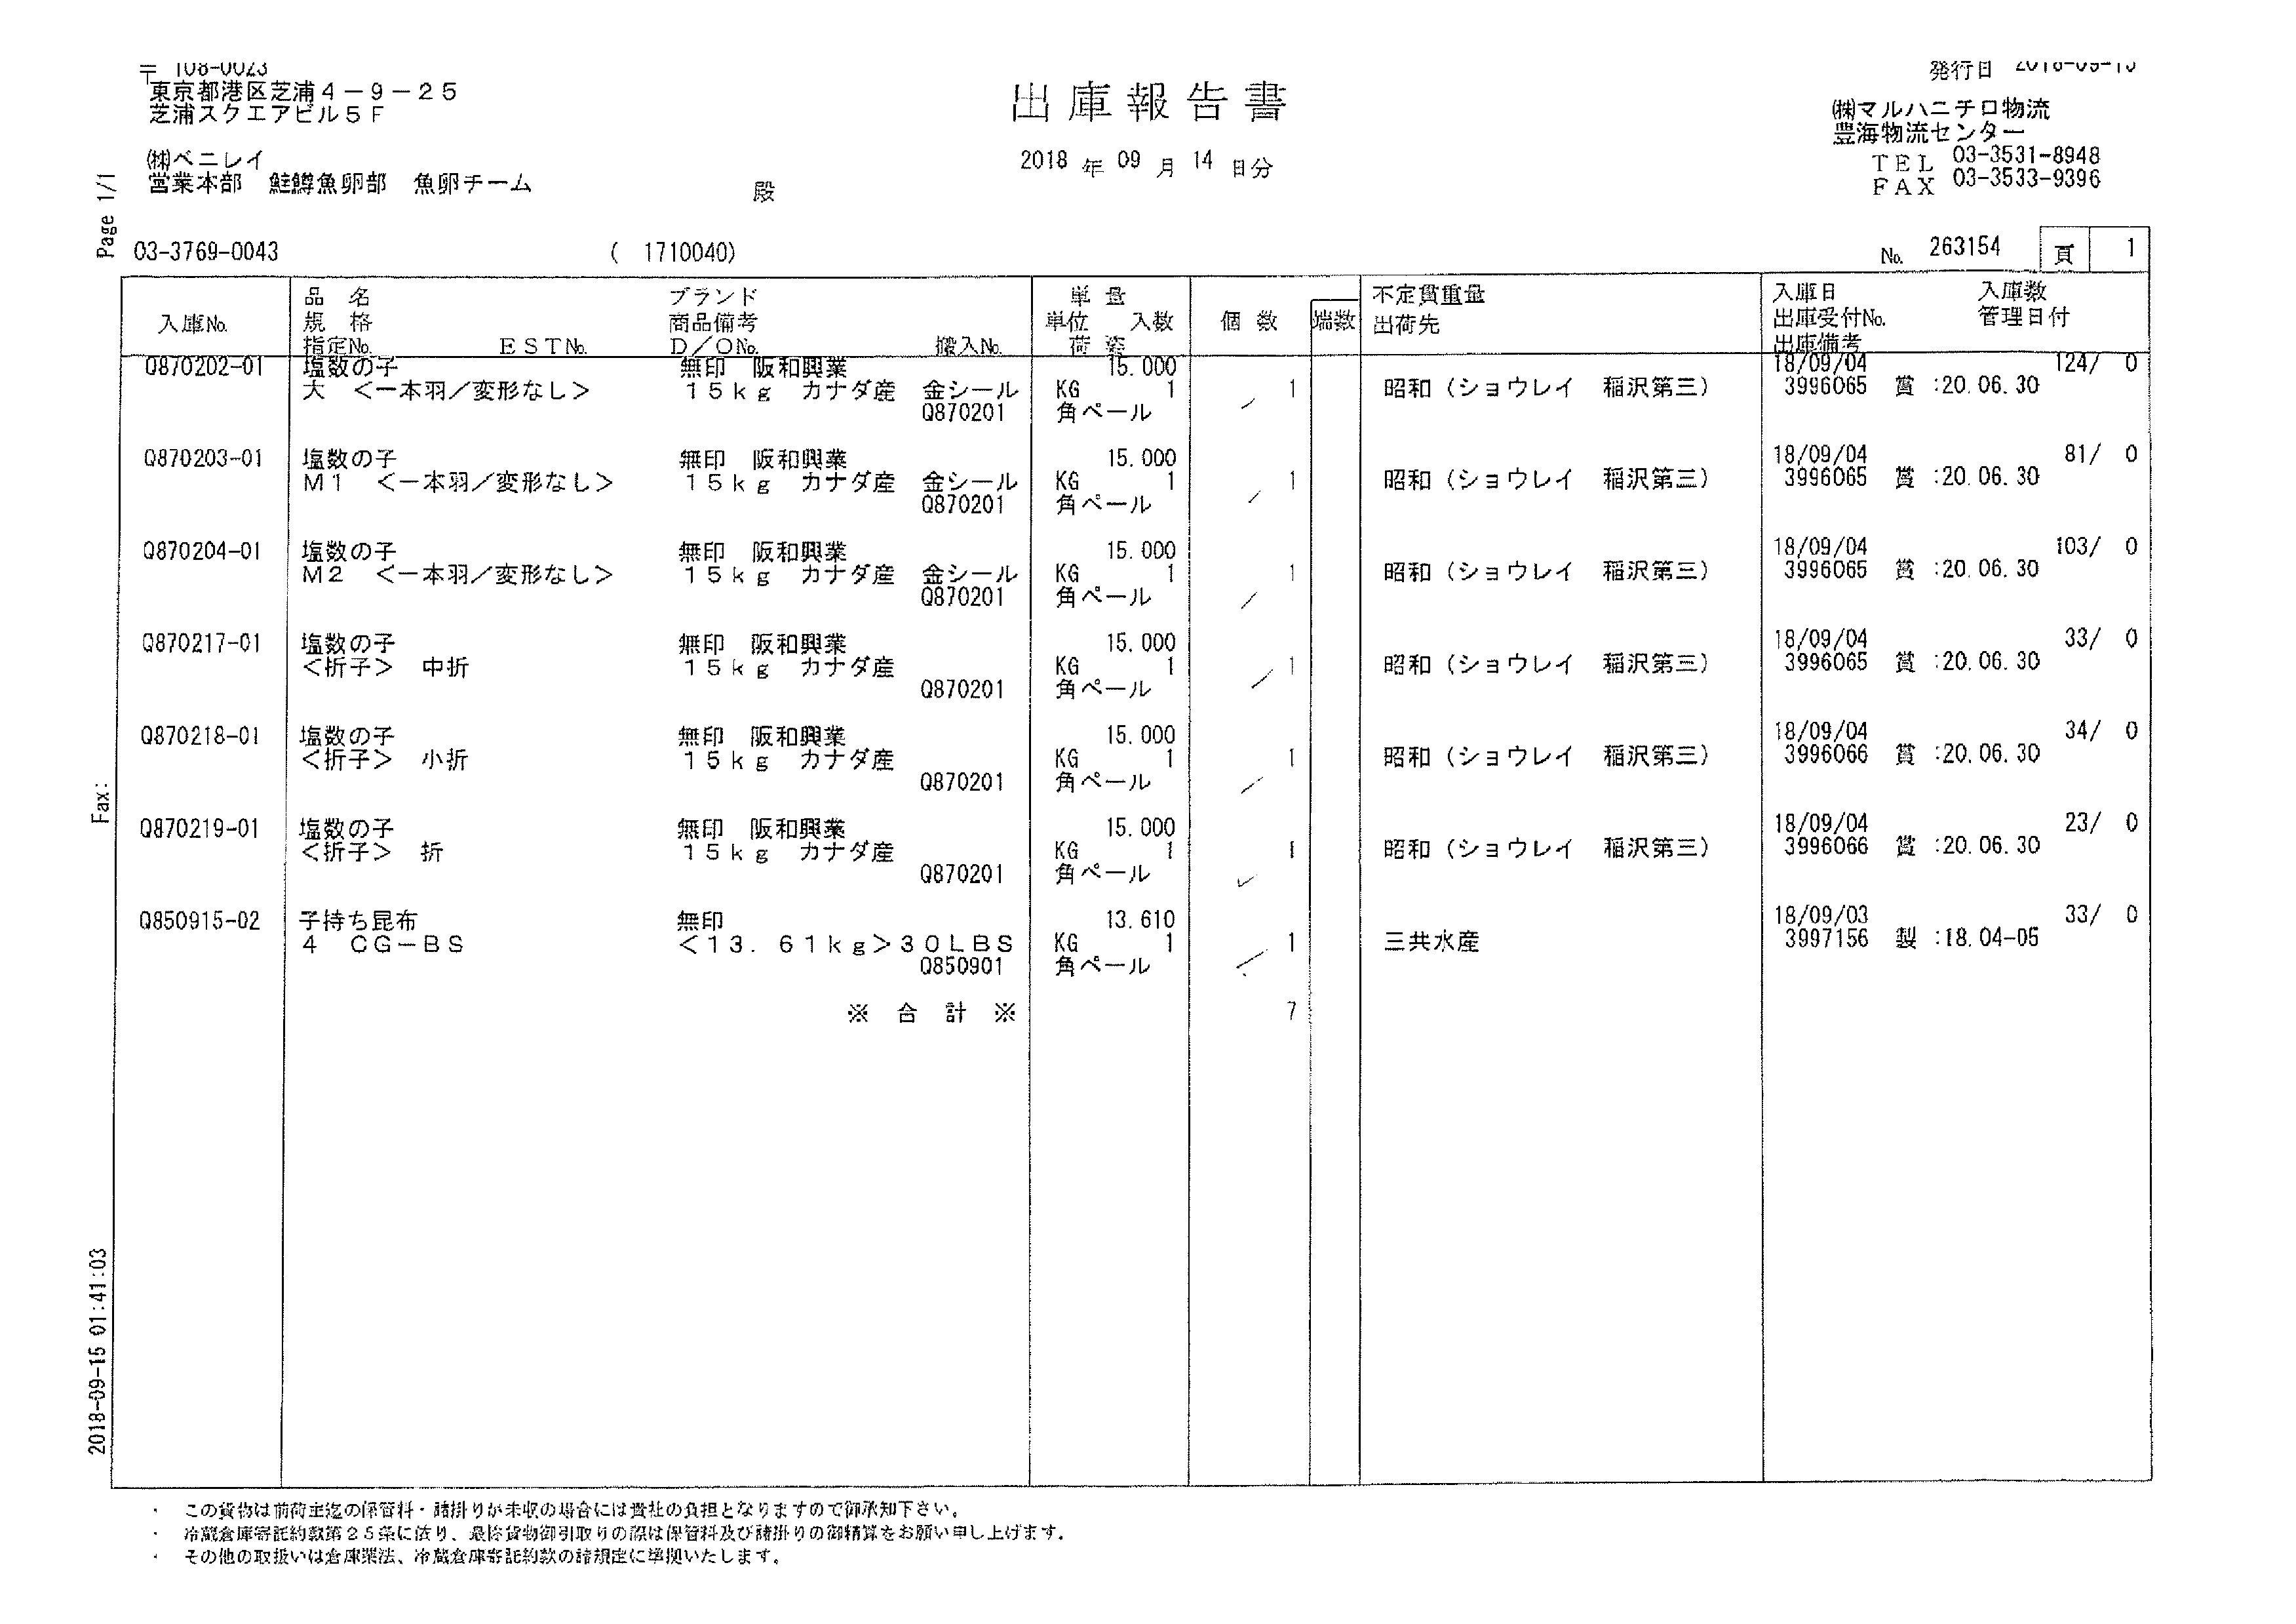 〒 108-0023
東京都港区芝浦４－９－２５
芝浦スクエアビル５Ｆ
㈱ベニレイ
営業本部　鮭鱒魚卵部　魚卵チーム
殿
03-3769-0043
( 1710040)
出庫報告書
2018 年 09 月 14 日分
発行日
㈱マルハニチロ物流
豊海物流センター
ＴＥＬ 03-3531-8948
ＦＡＸ 03-3533-9396
No. 263154 頁 1
入庫No. 品 名 ブランド 単 量 不定貫重量 入庫日 入庫数
規 格 商品備考 単位 入数 個 数 端数 出荷先 出庫受付No. 管理日付
指定No. ＥＳＴNo. Ｄ／ＯNo. 搬入No. 荷 姿 出庫備考
Q870202-01 塩数の子 無印　阪和興業 15.000 18/09/04 124/ 0
大　＜一本羽／変形なし＞ １５ｋｇ　カナダ産　金シール KG 1 1 昭和（ショウレイ　稲沢第三） 3996065 賞 :20.06.30
Q870201 角ペール
Q870203-01 塩数の子 無印　阪和興業 15.000 18/09/04 81/ 0
Ｍ１　＜一本羽／変形なし＞ １５ｋｇ　カナダ産　金シール KG 1 1 昭和（ショウレイ　稲沢第三） 3996065 賞 :20.06.30
Q870201 角ペール
Q870204-01 塩数の子 無印　阪和興業 15.000 18/09/04 103/ 0
Ｍ２　＜一本羽／変形なし＞ １５ｋｇ　カナダ産　金シール KG 1 1 昭和（ショウレイ　稲沢第三） 3996065 賞 :20.06.30
Q870201 角ペール
Q870217-01 塩数の子 無印　阪和興業 15.000 18/09/04 33/ 0
＜折子＞　中折 １５ｋｇ　カナダ産 KG 1 1 昭和（ショウレイ　稲沢第三） 3996065 賞 :20.06.30
Q870201 角ペール
Q870218-01 塩数の子 無印　阪和興業 15.000 18/09/04 34/ 0
＜折子＞　小折 １５ｋｇ　カナダ産 KG 1 1 昭和（ショウレイ　稲沢第三） 3996066 賞 :20.06.30
Q870201 角ペール
Q870219-01 塩数の子 無印　阪和興業 15.000 18/09/04 23/ 0
＜折子＞　折 １５ｋｇ　カナダ産 KG 1 1 昭和（ショウレイ　稲沢第三） 3996066 賞 :20.06.30
Q870201 角ペール
Q850915-02 子持ち昆布 無印 13.610 18/09/03 33/ 0
４　ＣＧ－ＢＳ ＜１３．６１ｋｇ＞３０ＬＢＳ KG 1 1 三共水産 3997156 製 :18.04-05
Q850901 角ペール
※　合　計　※ 7
・ この貨物は前荷主迄の保管料・諸掛りが未収の場合には貴社の負担となりますので御承知下さい。
・ 冷蔵倉庫寄託約款第２５条に依り、最終貨物御引取りの際は保管料及び諸掛りの御精算をお願い申し上げます。
・ その他の取扱いは倉庫業法、冷蔵倉庫寄託約款の諸規定に準拠いたします。
Page 1/1
Fax:
2018-09-15 01:41:03